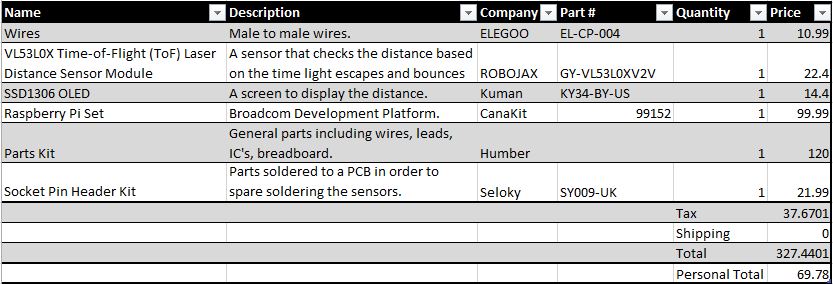 Name Description Company Part # Quantity Price
Wires Male to male wires. ELEGOO EL-CP-004 1 10.99
VL53L0X Time-of-Flight (ToF) Laser A sensor that checks the distance based
Distance Sensor Module on the time light escapes and bounces ROBOJAX GY-VL53L0XV2V 1 22.4
SSD1306 OLED A screen to display the distance. Kuman KY34-BY-US 1 14.4
Raspberry Pi Set Broadcom Development Platform. CanaKit 99152 1 99.99
General parts including wires, leads,
Parts Kit IC's, breadboard. Humber 1 120
Parts soldered to a PCB in order to
Socket Pin Header Kit spare soldering the sensors. Seloky SY009-UK 1 21.99
Tax 37.6701
Shipping 0
Total 327.4401
Personal Total 69.78